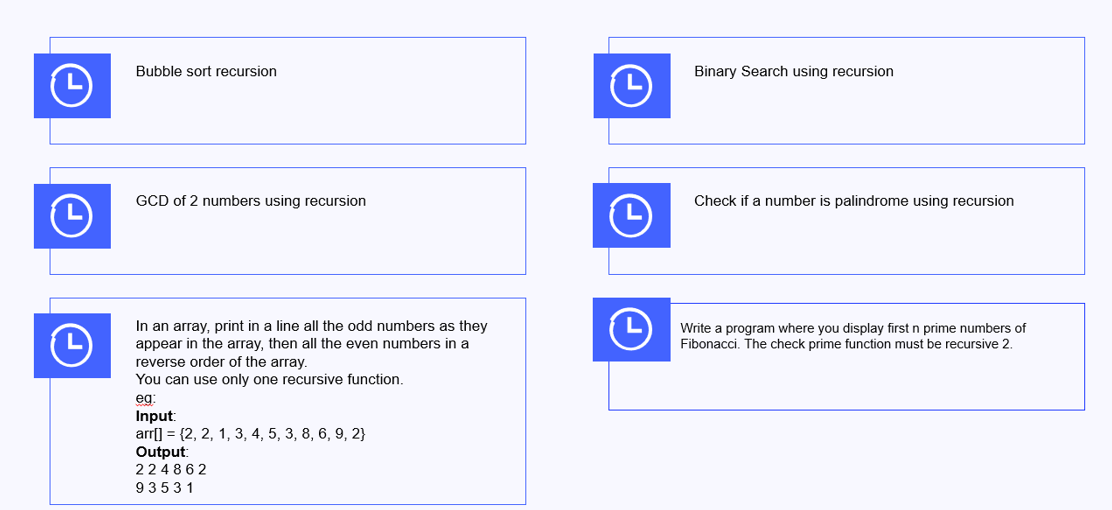 Bubble sort recursion
Binary Search using recursion
GCD of 2 numbers using recursion
Check if a number is palindrome using recursion
In an array, print in a line all the odd numbers as they
appear in the array, then all the even numbers in a
reverse order of the array.
You can use only one recursive function.
eg:
Input:
arr[] = {2, 2, 1, 3, 4, 5, 3, 8, 6, 9, 2}
Output:
2 2 4 8 6 2
9 3 5 3 1
Write a program where you display first n prime numbers of
Fibonacci. The check prime function must be recursive 2.